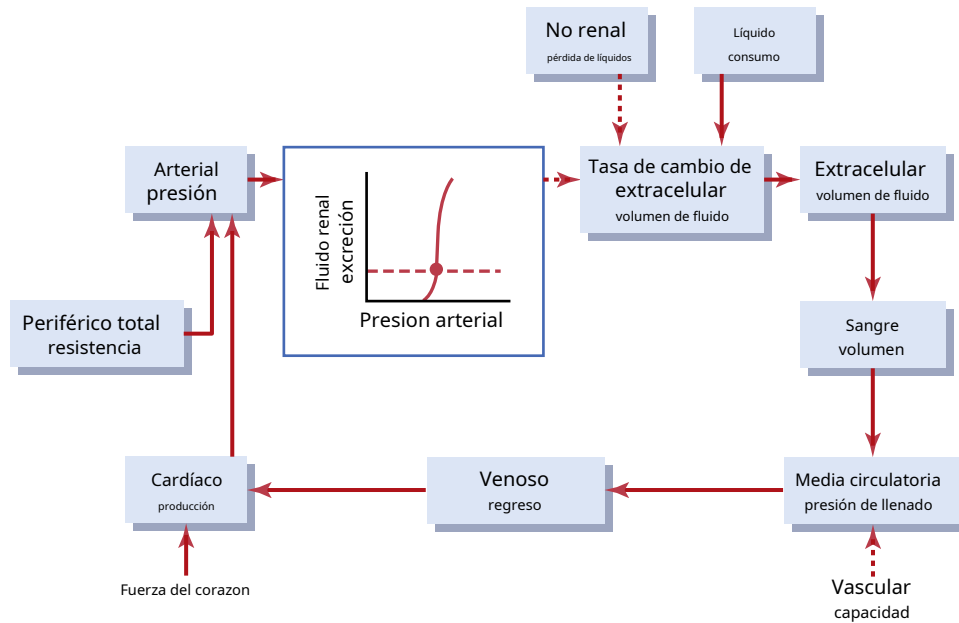 No renal
pérdida de líquidos
Líquido
consumo
Arterial
presión
Fluido renal
excreción
Presion arterial
Tasa de cambio de
extracelular
volumen de fluido
Extracelular
volumen de fluido
Periférico total
resistencia
Sangre
volumen
Cardíaco
producción
Venoso
regreso
Media circulatoria
presión de llenado
Fuerza del corazon
Vascular
capacidad